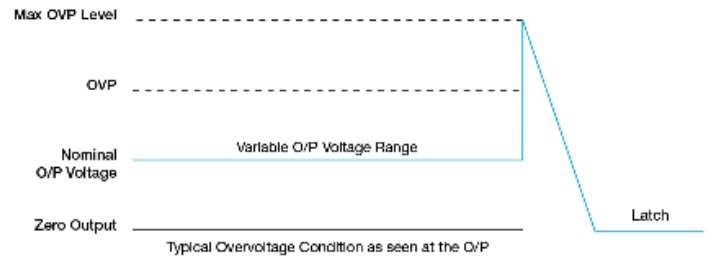 Max OVP Level
OVP
Variable O/P Voltage Range
Nominal
O/P Voltage
Latch
Zero Output
Typical Overvoltage Condition as seen at the O/P